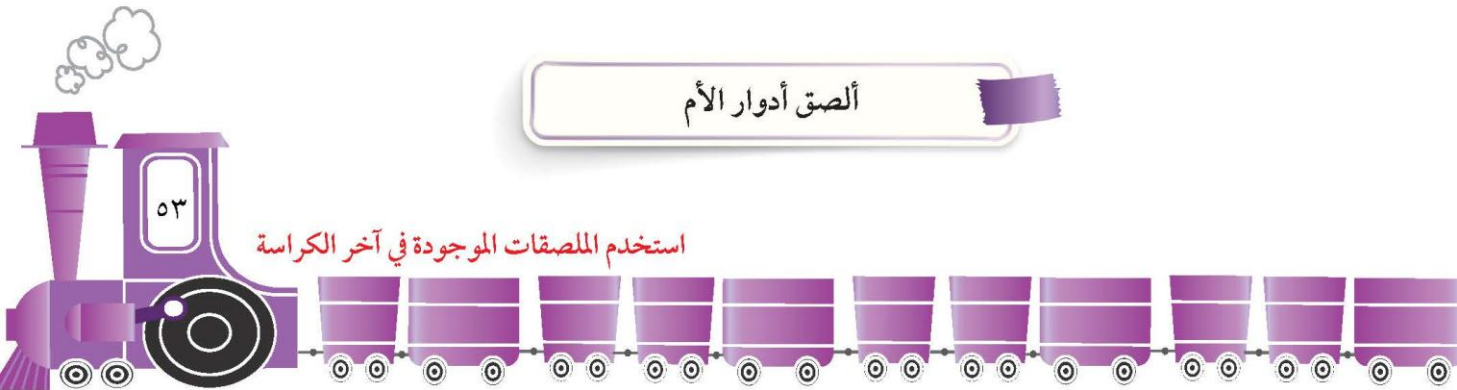 ألصق أدوار الأم
٥٣
استخدم الملصقات الموجودة في آخر الكراسة